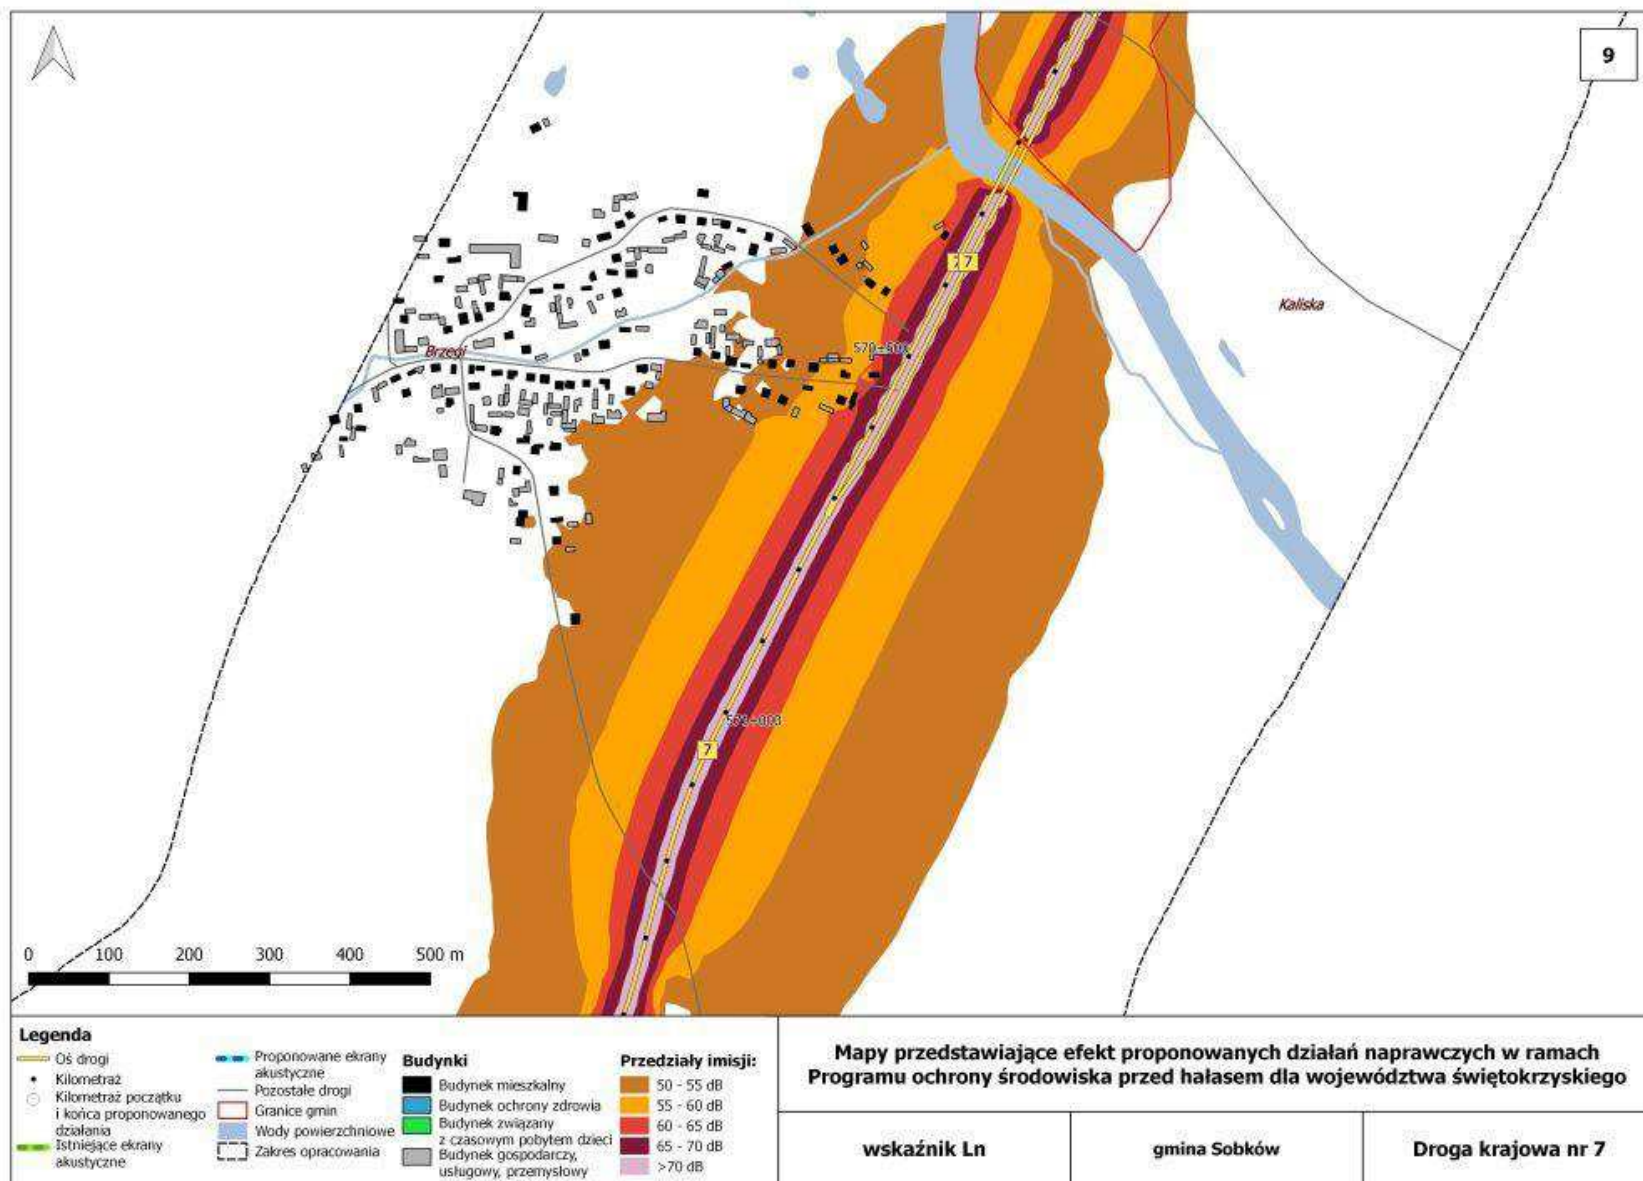 9
7
Kaliska
Brzegi
7
0 100 200 300 400 500 m
Legenda
Oś drogi
Kilometraż
Kilometraż początku
i końca proponowanego
działania
Istniejące ekrany
akustyczne
Proponowane ekrany
akustyczne
Pozostałe drogi
Granice gmin
Wody powierzchniowe
Zakres opracowania
Budynki
Budynek mieszkalny
Budynek ochrony zdrowia
Budynek związany
z czasowym pobytem dzieci
Budynek gospodarczy,
usługowy, przemysłowy
Przedziały imisji:
50 - 55 dB
55 - 60 dB
60 - 65 dB
65 - 70 dB
>70 dB
Mapy przedstawiające efekt proponowanych działań naprawczych w ramach
Programu ochrony środowiska przed hałasem dla województwa świętokrzyskiego
wskaźnik Ln
gmina Sobków
Droga krajowa nr 7